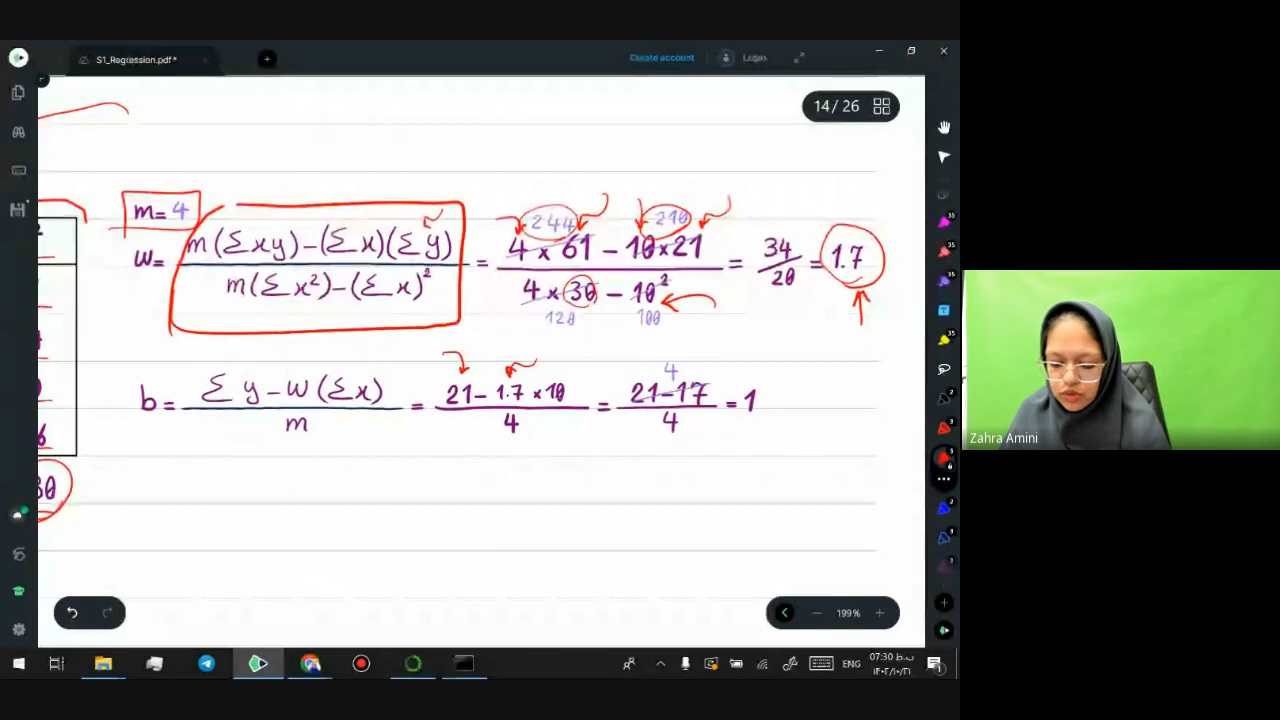 S1_Regression.pdf*
Create account
Login
14 / 26
m= 4
w= m(Σxy)-(Σx)(Σy) / m(Σx²)-(Σx)² = 4 × 61 - 10×21 / 4 × 30 - 10² = 34 / 20 = 1.7
244 210
120 100
b= Σy-w(Σx) / m = 21- 1.7 ×10 / 4 = 21-17 / 4 = 1
4
6
30
199%
Zahra Amini
ENG
07:30 ب.ظ